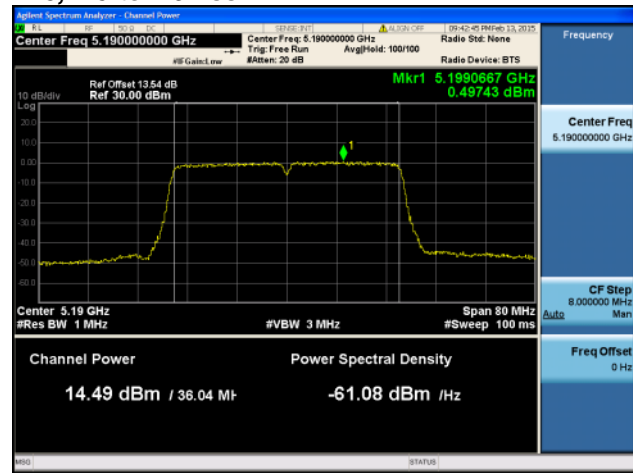 Agilent Spectrum Analyzer - Channel Power
RL RF 50 Ω DC SENSE:INT ALIGN OFF 09:42:45 PM Feb 13, 2015
Center Freq 5.190000000 GHz
Center Freq: 5.190000000 GHz
Radio Std: None
Trig: Free Run Avg|Hold: 100/100
#IFGain:Low #Atten: 20 dB Radio Device: BTS
Mkr1 5.1990667 GHz
0.49743 dBm
Ref Offset 13.54 dB
10 dB/div Ref 30.00 dBm
Log
20.0
10.0
0.00
-10.0
-20.0
-30.0
-40.0
-50.0
-60.0
1
Center 5.19 GHz Span 80 MHz
#Res BW 1 MHz #VBW 3 MHz #Sweep 100 ms
Channel Power Power Spectral Density
14.49 dBm / 36.04 MH -61.08 dBm /Hz
MSG STATUS
Frequency
Center Freq
5.190000000 GHz
CF Step
8.000000 MHz
Auto Man
Freq Offset
0 Hz